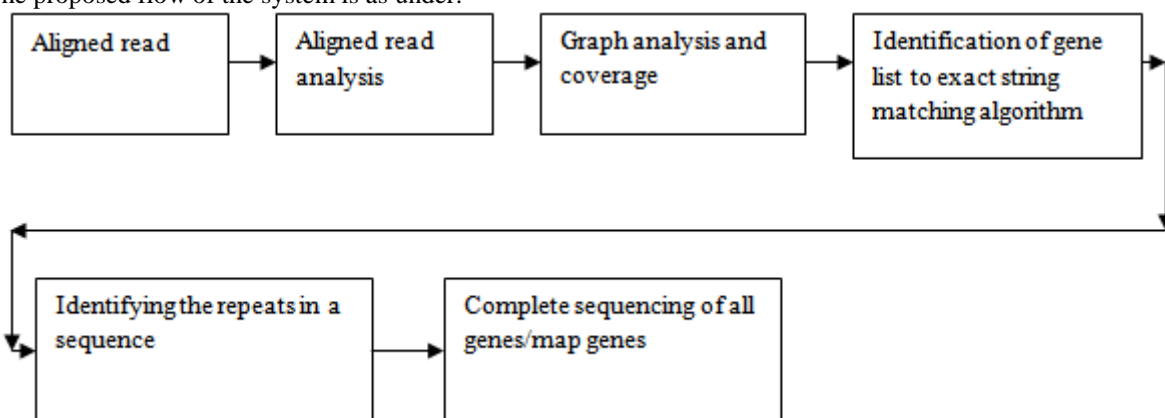 he proposed flow of the system is as under:
Aligned read
Aligned read
analysis
Graph analysis and
coverage
Identification of gene
list to exact string
matching algorithm
Identifying the repeats in a
sequence
Complete sequencing of all
genes/map genes